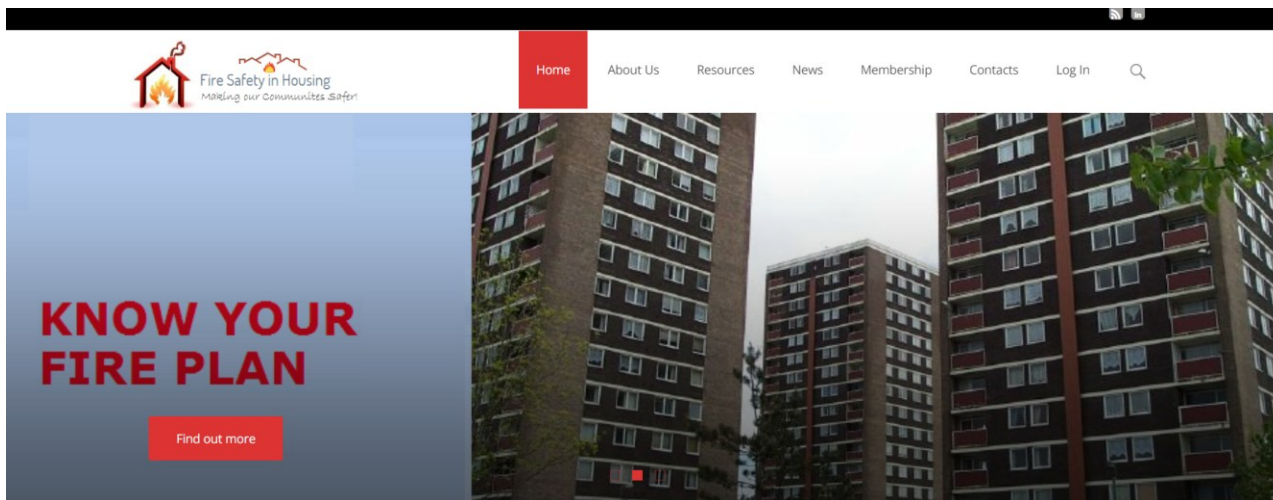 Fire Safety in Housing
Making our Communites Safer!
Home About Us Resources News Membership Contacts Log In
KNOW YOUR
FIRE PLAN
Find out more